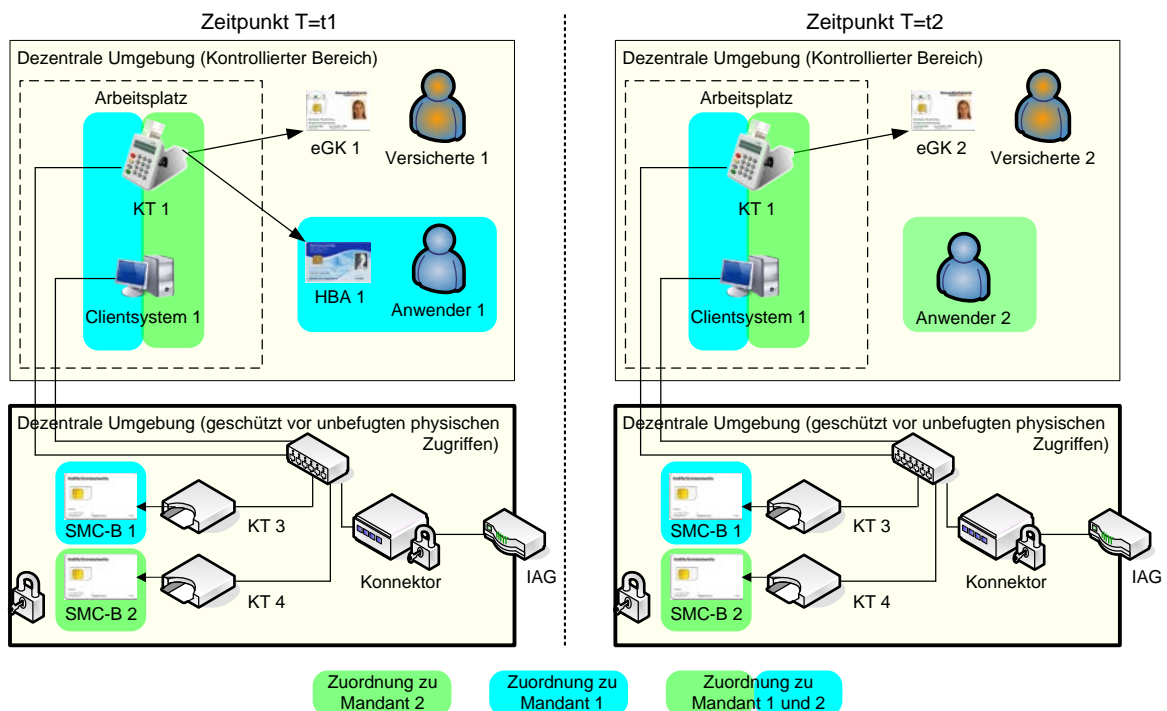 Zeitpunkt T=t1
Dezentrale Umgebung (Kontrollierter Bereich)
Arbeitsplatz
eGK 1
Versicherte 1
KT 1
HBA 1
Anwender 1
Clientsystem 1
Dezentrale Umgebung (geschützt vor unbefugten physischen
Zugriffen)
SMC-B 1
KT 3
SMC-B 2
KT 4
Konnektor
IAG
Zeitpunkt T=t2
Dezentrale Umgebung (Kontrollierter Bereich)
Arbeitsplatz
eGK 2
Versicherte 2
KT 1
Clientsystem 1
Anwender 2
Dezentrale Umgebung (geschützt vor unbefugten physischen
Zugriffen)
SMC-B 1
KT 3
SMC-B 2
KT 4
Konnektor
IAG
Zuordnung zu
Mandant 2
Zuordnung zu
Mandant 1
Zuordnung zu
Mandant 1 und 2